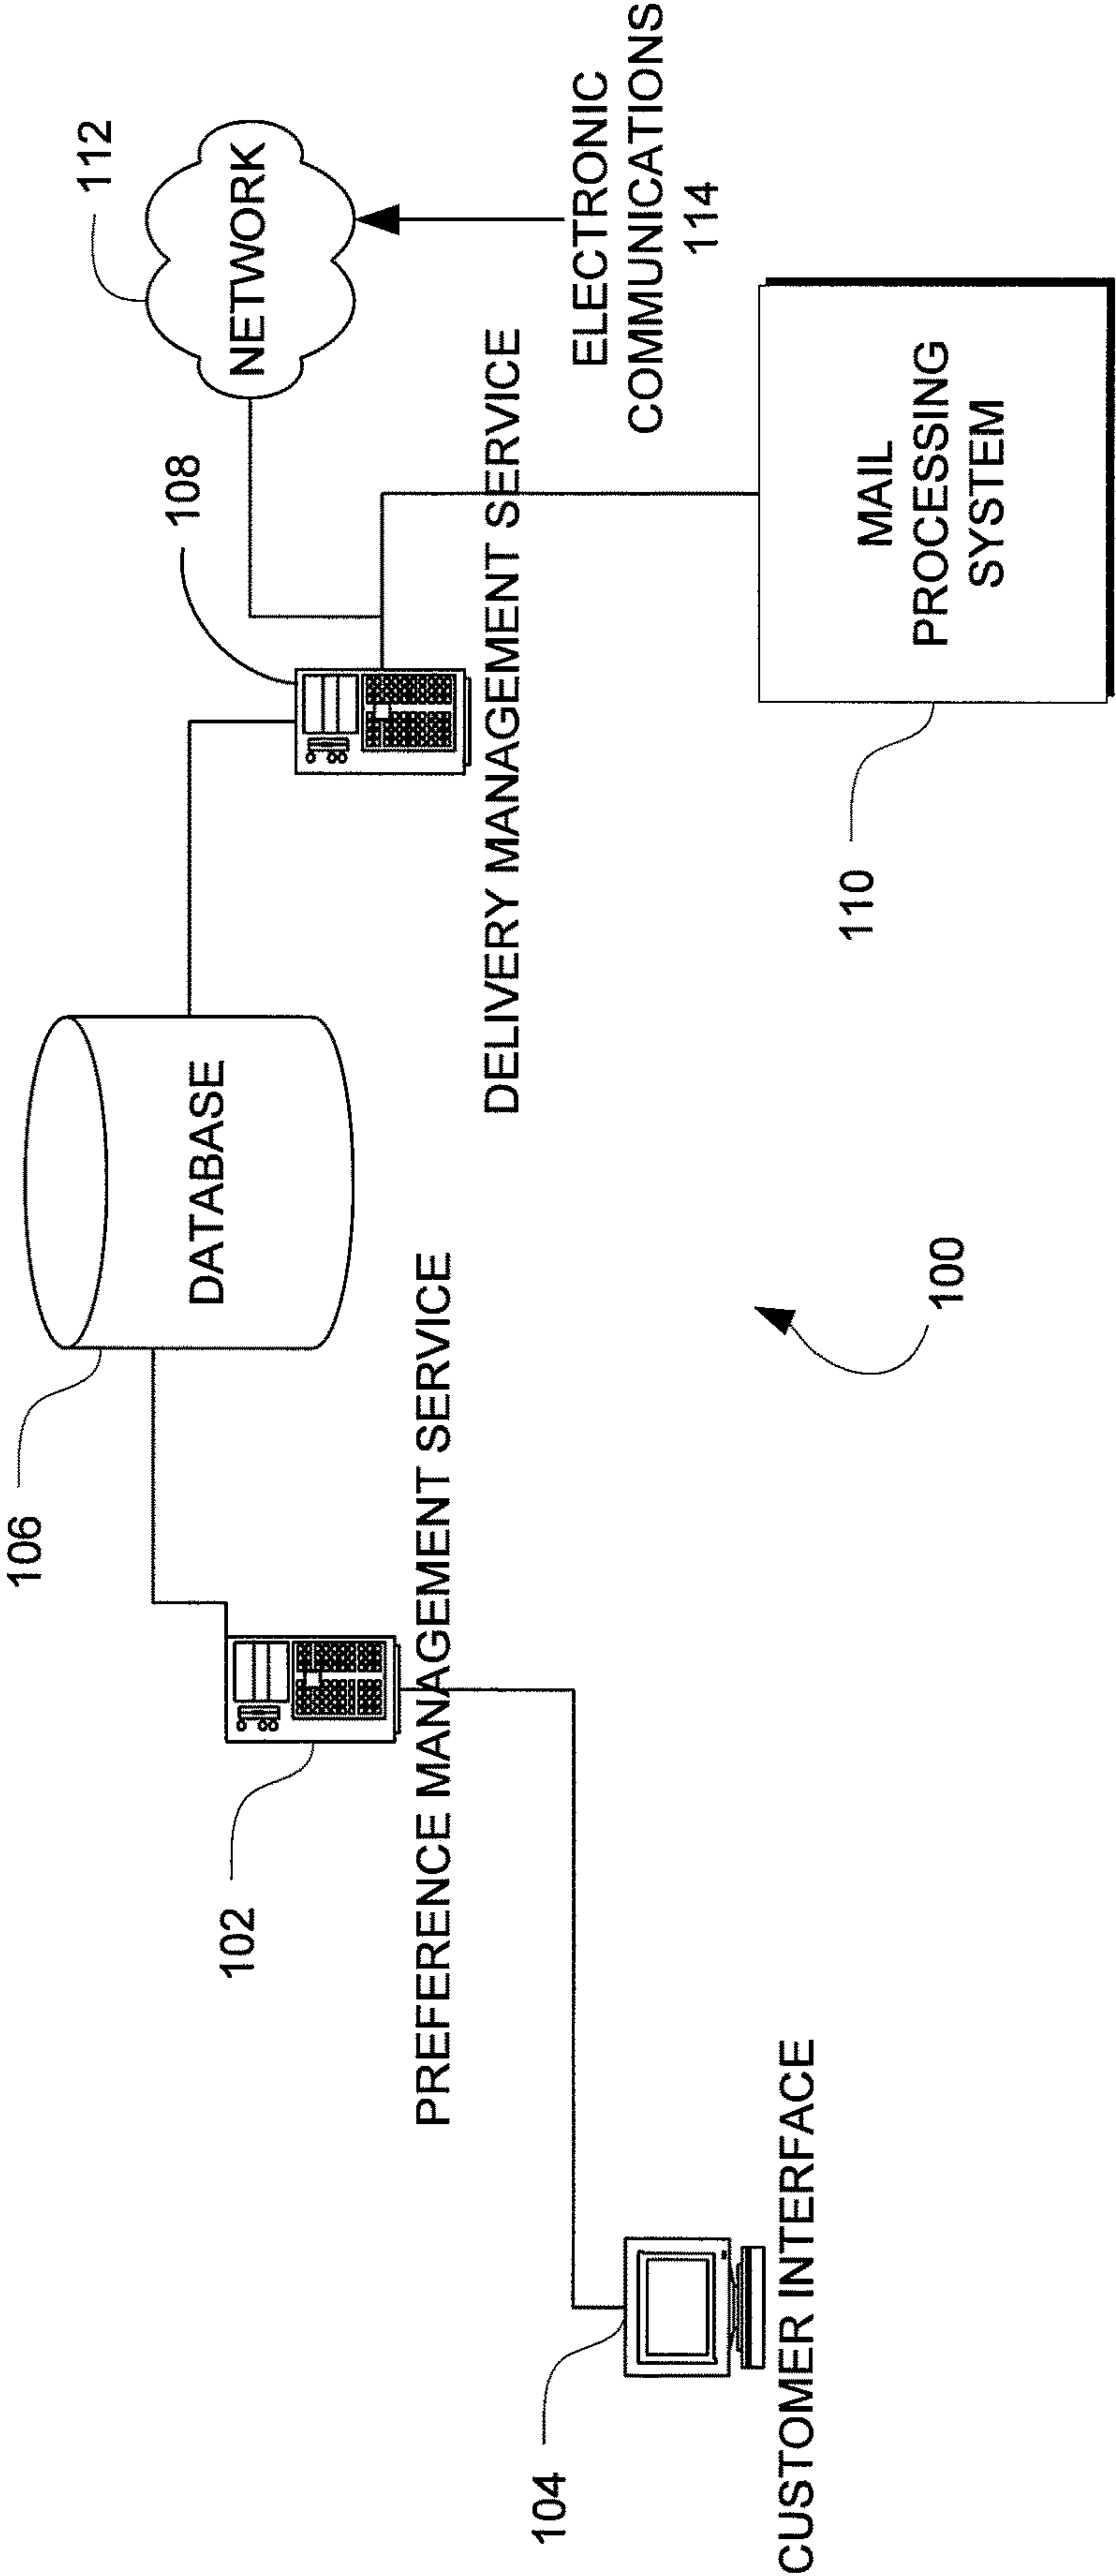 106
DATABASE
112
NETWORK
108
DELIVERY MANAGEMENT SERVICE
ELECTRONIC
COMMUNICATIONS
114
102
PREFERENCE MANAGEMENT SERVICE
104
CUSTOMER INTERFACE
100
110
MAIL
PROCESSING
SYSTEM